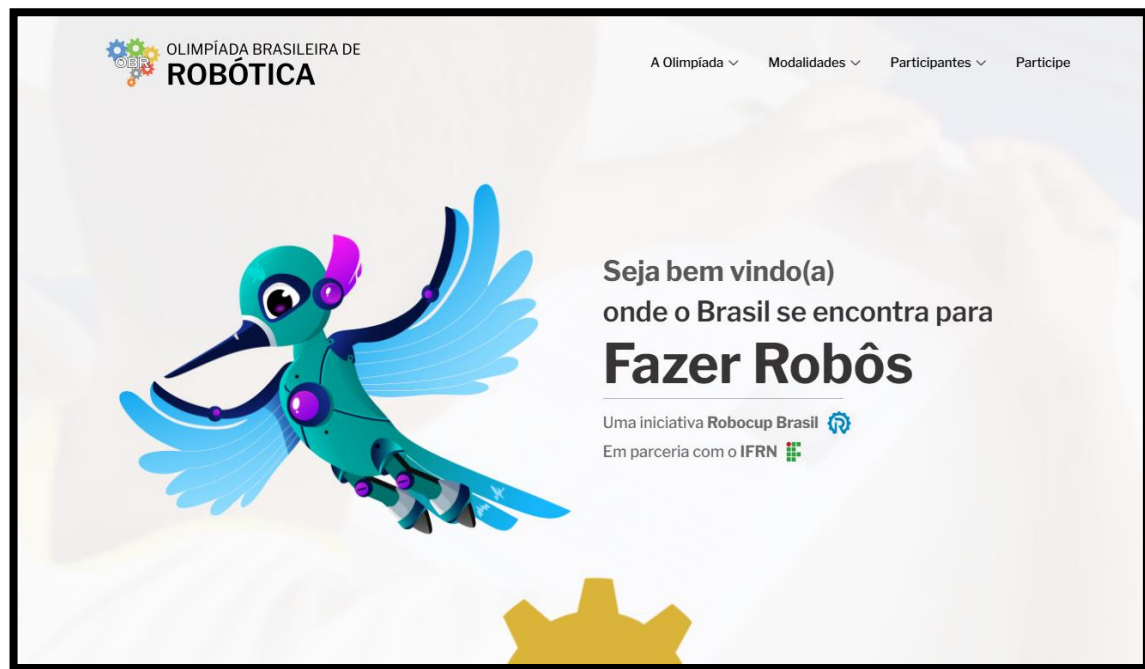 OBR
OLIMPÍADA BRASILEIRA DE
ROBÓTICA
A Olimpíada
Modalidades
Participantes
Participe
Seja bem vindo(a)
onde o Brasil se encontra para
Fazer Robôs
Uma iniciativa Robocup Brasil
Em parceria com o IFRN